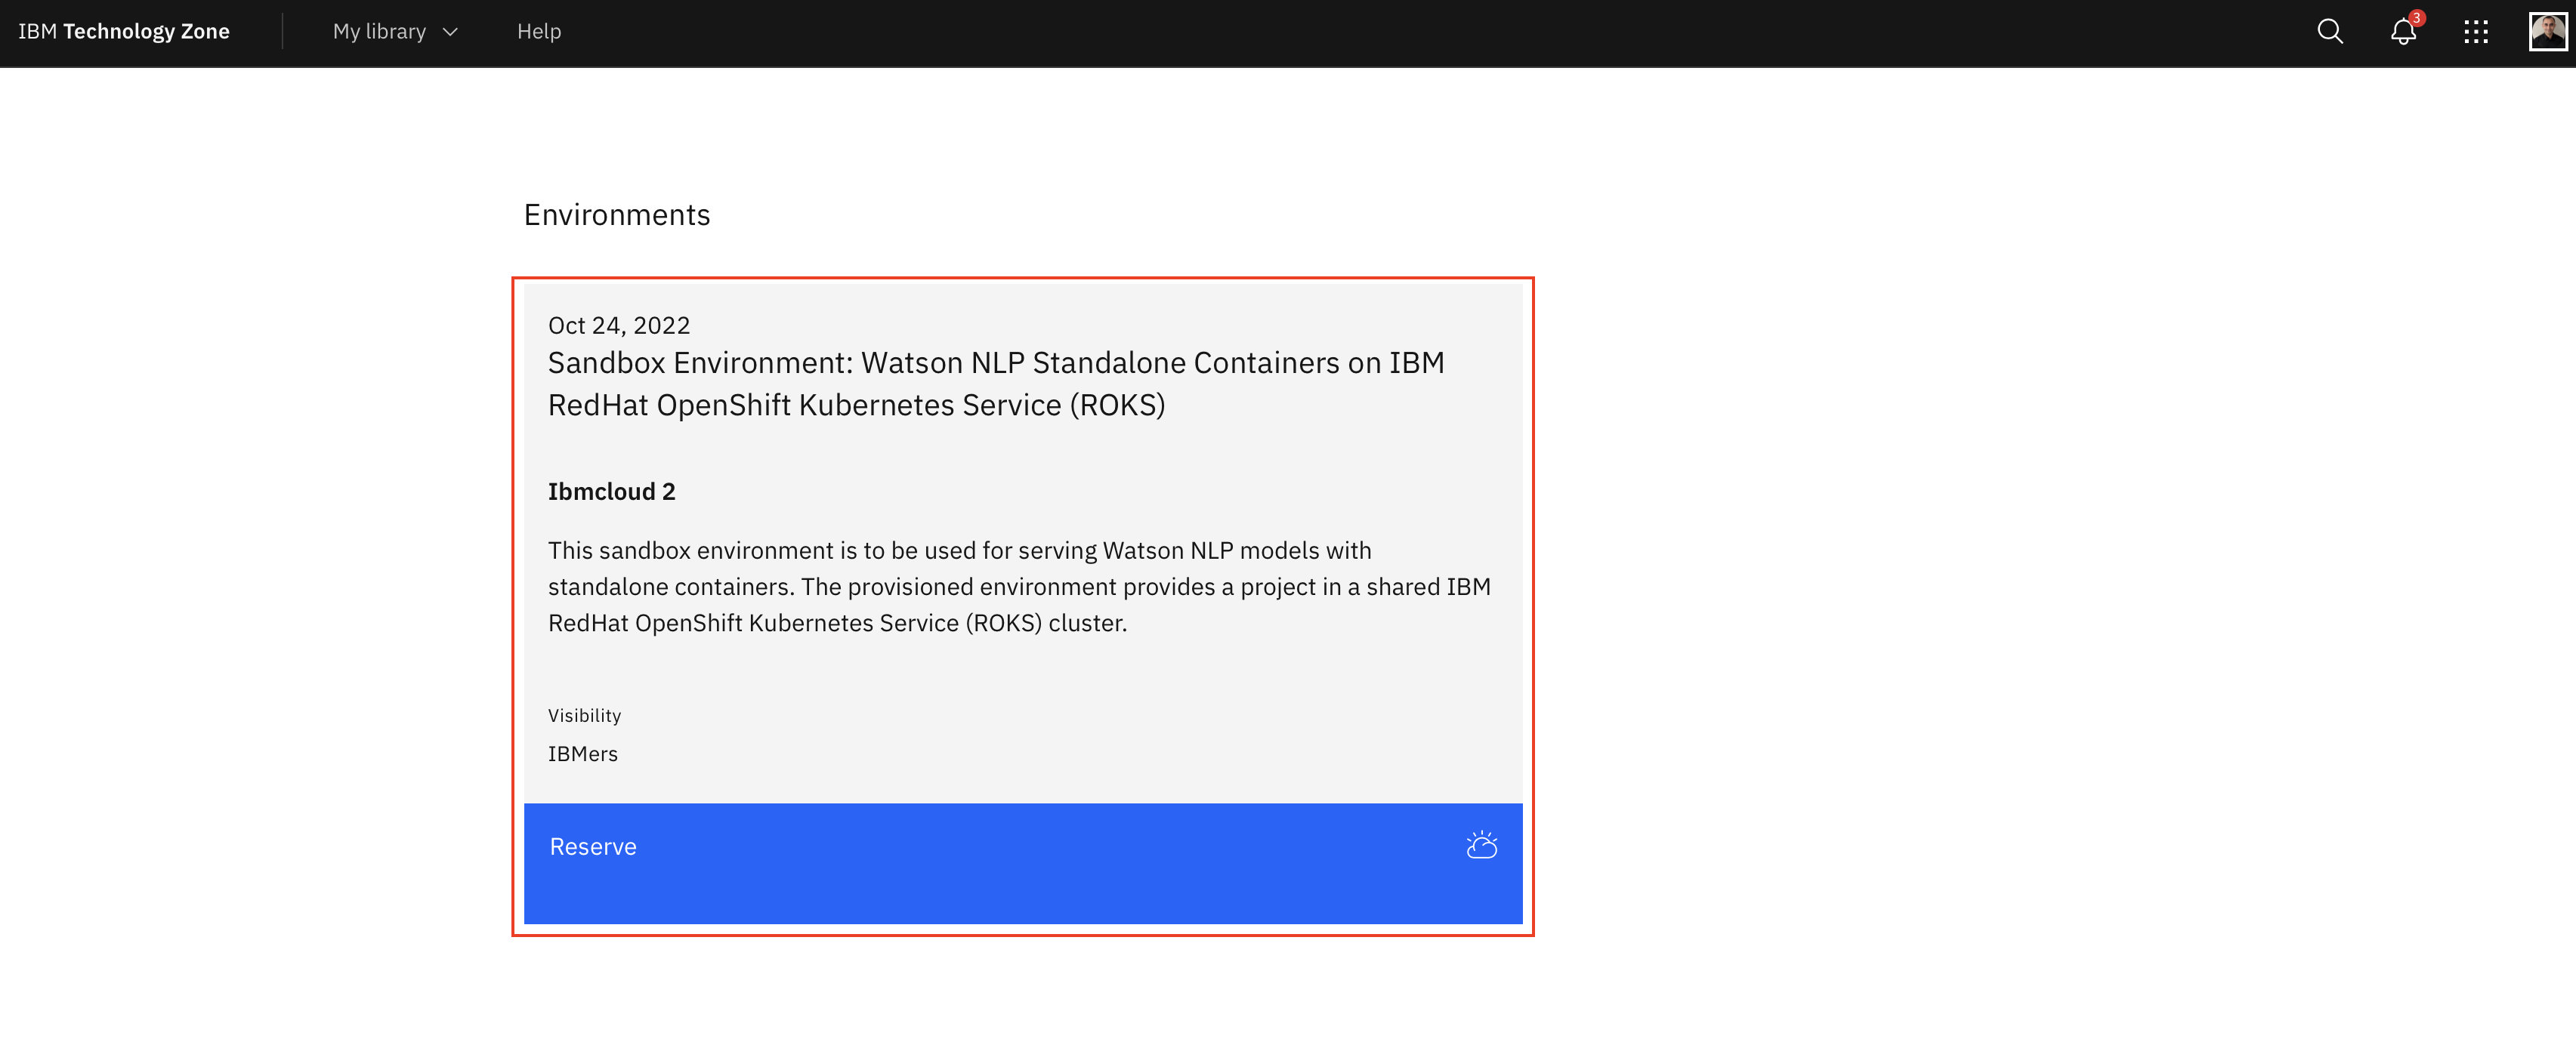 IBM Technology Zone
My library
Help
3
Environments
Oct 24, 2022
Sandbox Environment: Watson NLP Standalone Containers on IBM
RedHat OpenShift Kubernetes Service (ROKS)
Ibmcloud 2
This sandbox environment is to be used for serving Watson NLP models with
standalone containers. The provisioned environment provides a project in a shared IBM
RedHat OpenShift Kubernetes Service (ROKS) cluster.
Visibility
IBMers
Reserve